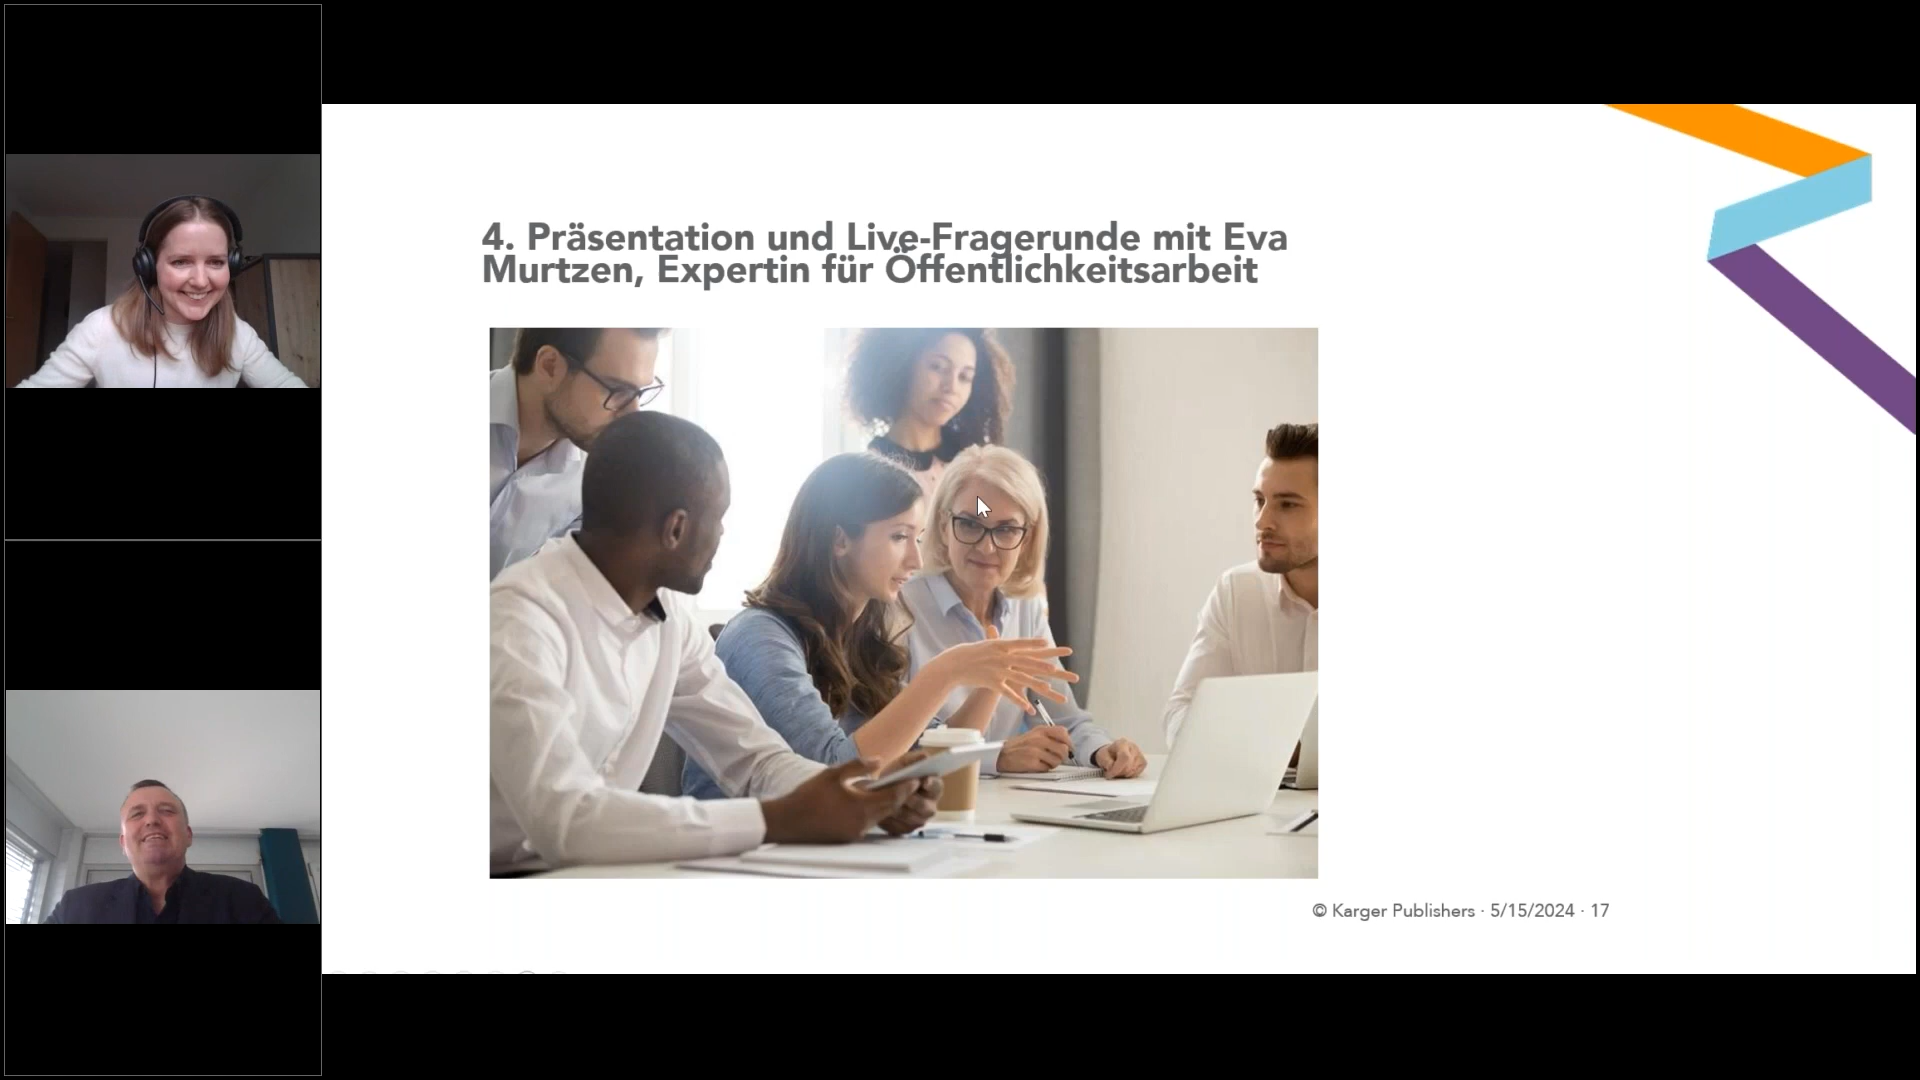 4. Präsentation und Live-Fragerunde mit Eva
Murtzen, Expertin für Öffentlichkeitsarbeit
© Karger Publishers · 5/15/2024 · 17